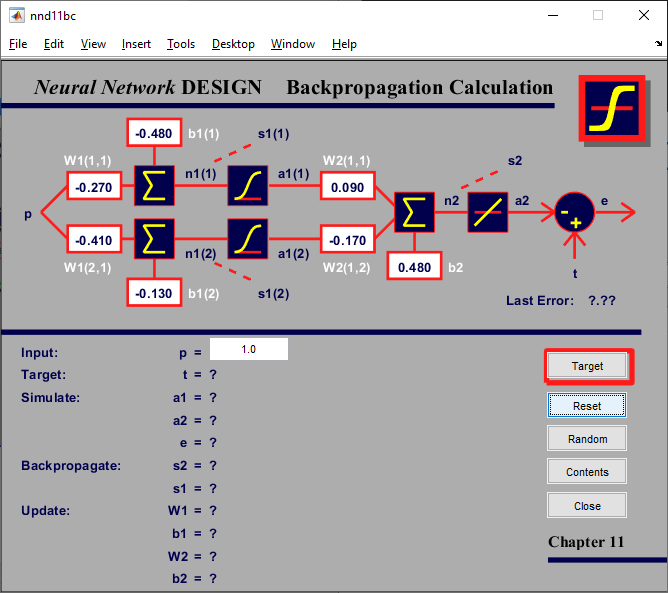 nnd11bc
File Edit View Insert Tools Desktop Window Help
Neural Network DESIGN Backpropagation Calculation
-0.480 b1(1) s1(1)
W1(1,1) n1(1) a1(1) W2(1,1) s2
-0.270 0.090
p n2 a2 - + e
-0.410 -0.170
W1(2,1) n1(2) a1(2) W2(1,2)
0.480 b2 t
-0.130 b1(2) s1(2)
Last Error: ?.??
Input: p = 1.0
Target: t = ?
Simulate: a1 = ?
a2 = ?
e = ?
Backpropagate: s2 = ?
s1 = ?
Update: W1 = ?
b1 = ?
W2 = ?
b2 = ?
Target
Reset
Random
Contents
Close
Chapter 11